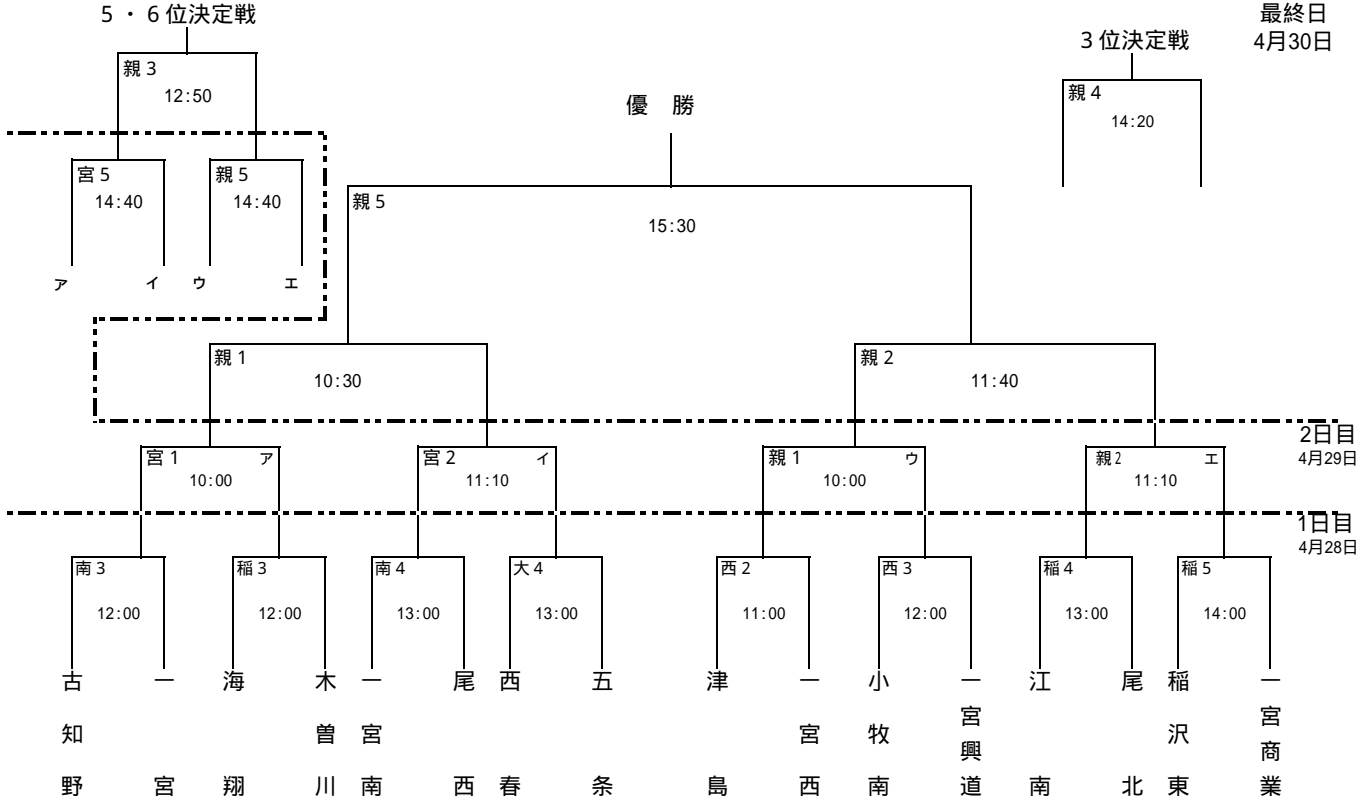 5・6位決定戦
最終日
4月30日
3位決定戦
親3
12:50
親4
14:20
優 勝
宮5
14:40
親5
14:40
親5
15:30
ア
イ
ウ
エ
親1
10:30
親2
11:40
2日目
4月29日
宮1
ア
10:00
宮2
イ
11:10
親1
ウ
10:00
親2
エ
11:10
1日目
4月28日
南3
12:00
稲3
12:00
南4
13:00
大4
13:00
西2
11:00
西3
12:00
稲4
13:00
稲5
14:00
古知野
一宮
海翔
木曽川
一宮南
尾西
西春
五条
津島
一宮西
小牧南
一宮興道
江南
尾北
稲沢東
一宮商業